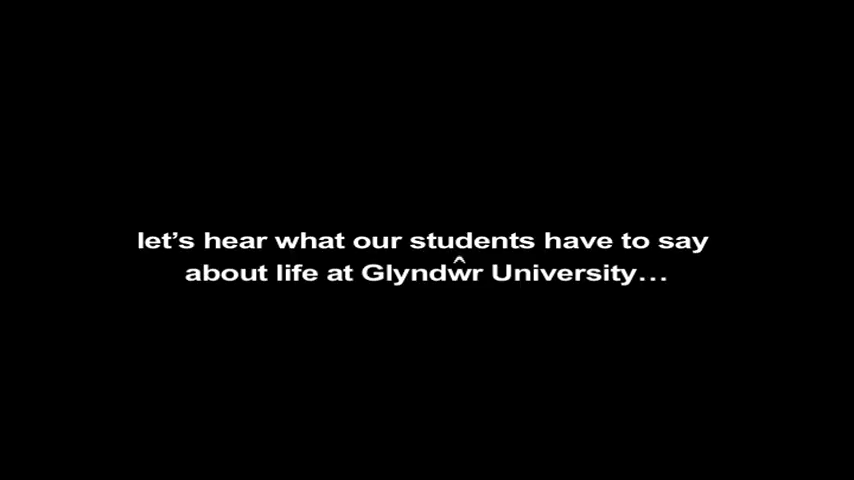 let’s hear what our students have to say
about life at Glyndŵr University...